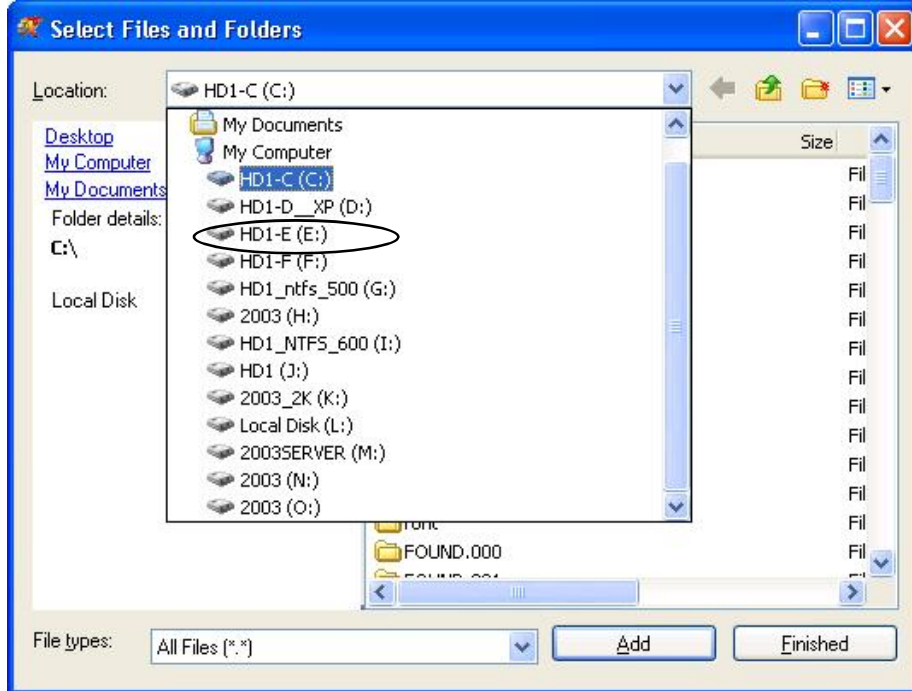 Select Files and Folders
Location: HD1-C (C:)
My Documents
My Computer
HD1-C (C:)
HD1-D__XP (D:)
HD1-E (E:)
HD1-F (F:)
HD1_ntfs_500 (G:)
2003 (H:)
HD1_NTFS_600 (I:)
HD1 (J:)
2003_2K (K:)
Local Disk (L:)
2003SERVER (M:)
2003 (N:)
2003 (O:)
Desktop
My Computer
My Documents
Folder details:
C:\
Local Disk
Size
Fil
Fil
Fil
Fil
Fil
Fil
Fil
Fil
Fil
Fil
Fil
Fil
Fil
FOUND.000 Fil
File types: All Files (*.*) Add Finished